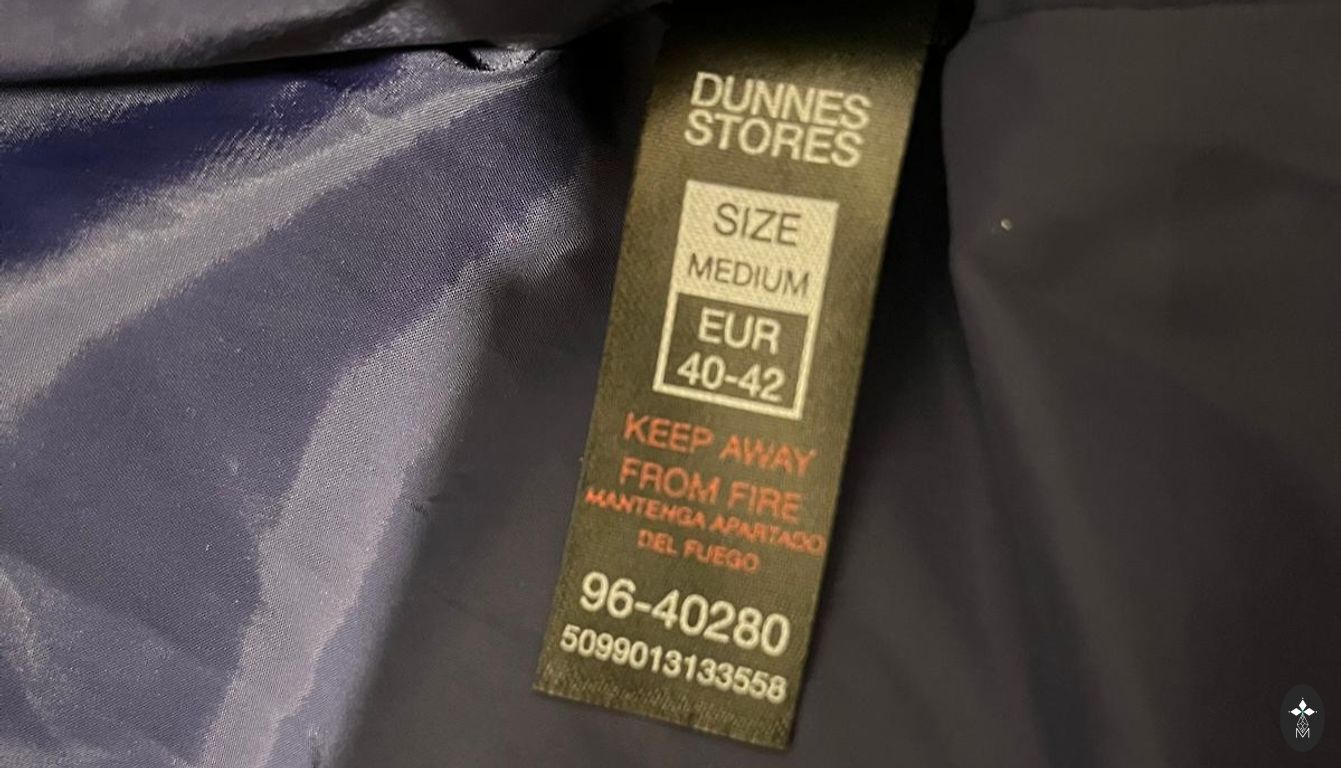 DUNNES
STORES
SIZE
MEDIUM
EUR
40-42
KEEP AWAY
FROM FIRE
MANTENGA APARTADO
DEL FUEGO
96-40280
5099013133558
M